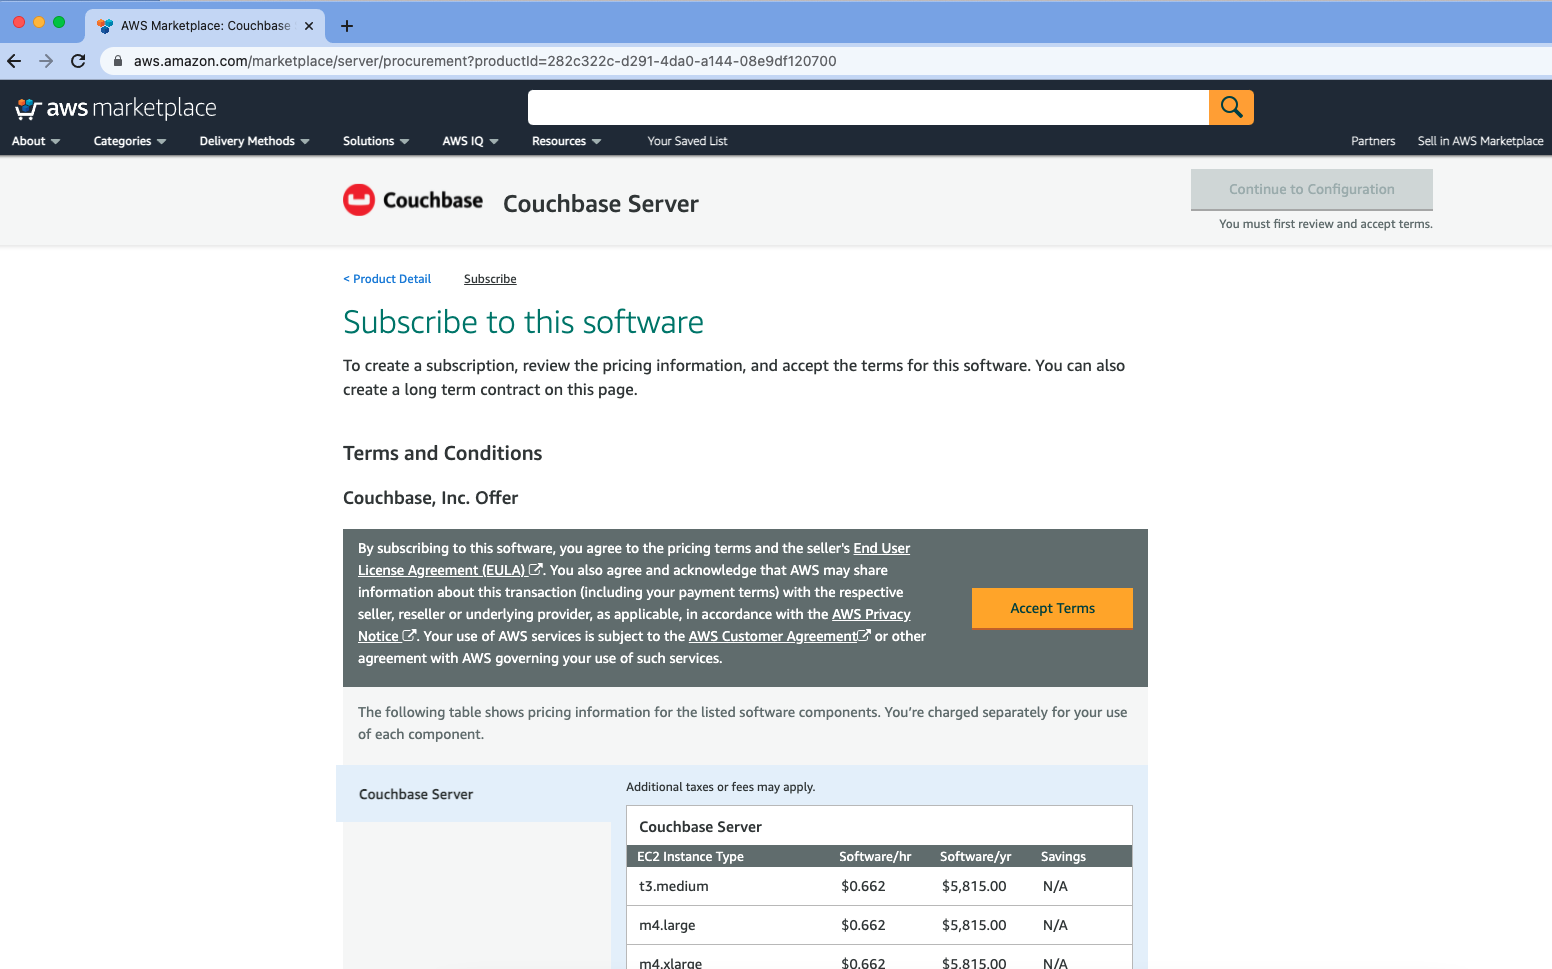 AWS Marketplace: Couchbase
aws.amazon.com/marketplace/server/procurement?productId=282c322c-d291-4da0-a144-08e9df120700
aws marketplace
About
Categories
Delivery Methods
Solutions
AWS IQ
Resources
Your Saved List
Partners
Sell in AWS Marketplace
Couchbase
Couchbase Server
Continue to Configuration
You must first review and accept terms.
< Product Detail
Subscribe
Subscribe to this software
To create a subscription, review the pricing information, and accept the terms for this software. You can also
create a long term contract on this page.
Terms and Conditions
Couchbase, Inc. Offer
By subscribing to this software, you agree to the pricing terms and the seller's End User
License Agreement (EULA). You also agree and acknowledge that AWS may share
information about this transaction (including your payment terms) with the respective
seller, reseller or underlying provider, as applicable, in accordance with the AWS Privacy
Notice. Your use of AWS services is subject to the AWS Customer Agreement or other
agreement with AWS governing your use of such services.
Accept Terms
The following table shows pricing information for the listed software components. You’re charged separately for your use
of each component.
Couchbase Server
Additional taxes or fees may apply.
Couchbase Server
EC2 Instance Type Software/hr Software/yr Savings
t3.medium $0.662 $5,815.00 N/A
m4.large $0.662 $5,815.00 N/A
m4.xlarge $0.662 $5,815.00 N/A